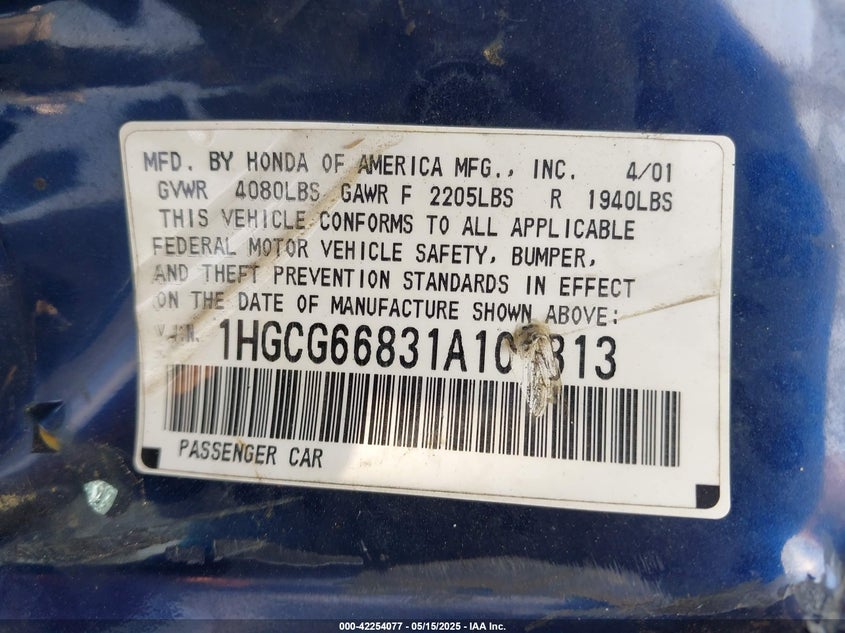 MFD. BY HONDA OF AMERICA MFG., INC. 4/01
GVWR 4080LBS GAWR F 2205LBS R 1940LBS
THIS VEHICLE CONFORMS TO ALL APPLICABLE
FEDERAL MOTOR VEHICLE SAFETY, BUMPER,
AND THEFT PREVENTION STANDARDS IN EFFECT
ON THE DATE OF MANUFACTURE SHOWN ABOVE:
V.I.N.
PASSENGER CAR
000-42254077 - 05/15/2025 - IAA Inc.